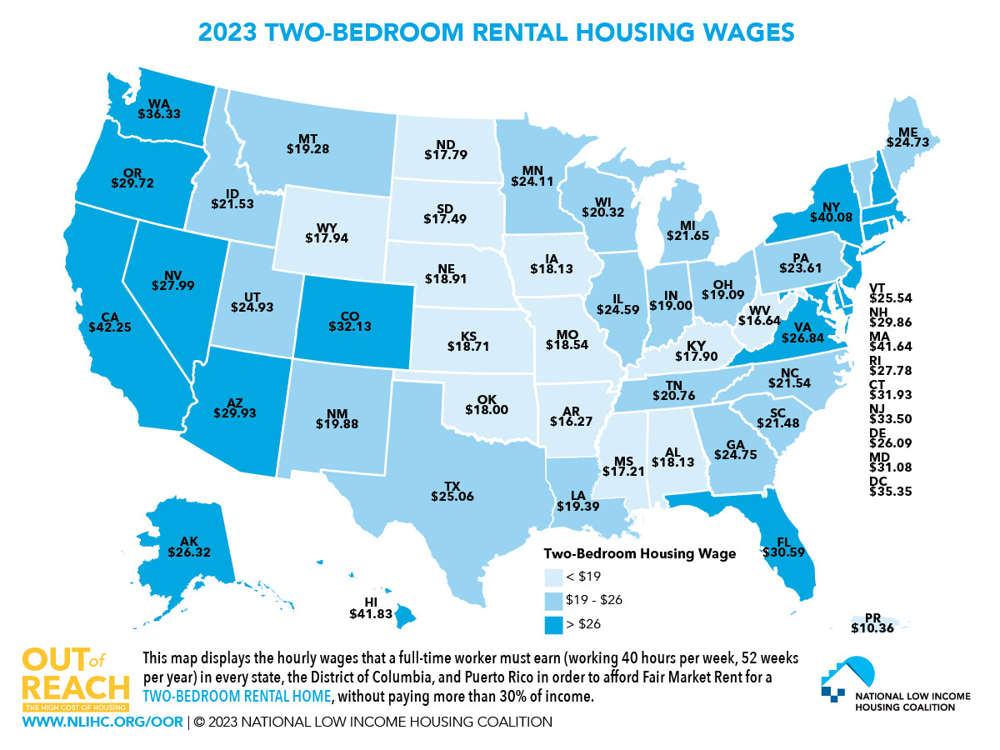 2023 TWO-BEDROOM RENTAL HOUSING WAGES
WA
$36.33
OR
$29.72
CA
$42.25
NV
$27.99
ID
$21.53
MT
$19.28
WY
$17.94
UT
$24.93
CO
$32.13
AZ
$29.93
NM
$19.88
ND
$17.79
SD
$17.49
NE
$18.91
KS
$18.71
OK
$18.00
TX
$25.06
MN
$24.11
IA
$18.13
MO
$18.54
AR
$16.27
LA
$19.39
WI
$20.32
IL
$24.59
MI
$21.65
IN
$19.00
OH
$19.09
KY
$17.90
TN
$20.76
MS
$17.21
AL
$18.13
GA
$24.75
FL
$30.59
SC
$21.48
NC
$21.54
VA
$26.84
WV
$16.64
PA
$23.61
NY
$40.08
ME
$24.73
VT
$25.54
NH
$29.86
MA
$41.64
RI
$27.78
CT
$31.93
NJ
$33.50
DE
$26.09
MD
$31.08
DC
$35.35
AK
$26.32
HI
$41.83
PR
$10.36
Two-Bedroom Housing Wage
< $19
$19 - $26
> $26
OUT of
REACH
THE HIGH COST OF HOUSING
This map displays the hourly wages that a full-time worker must earn (working 40 hours per week, 52 weeks
per year) in every state, the District of Columbia, and Puerto Rico in order to afford Fair Market Rent for a
TWO-BEDROOM RENTAL HOME, without paying more than 30% of income.
WWW.NLIHC.ORG/OOR | © 2023 NATIONAL LOW INCOME HOUSING COALITION
NATIONAL LOW INCOME
HOUSING COALITION